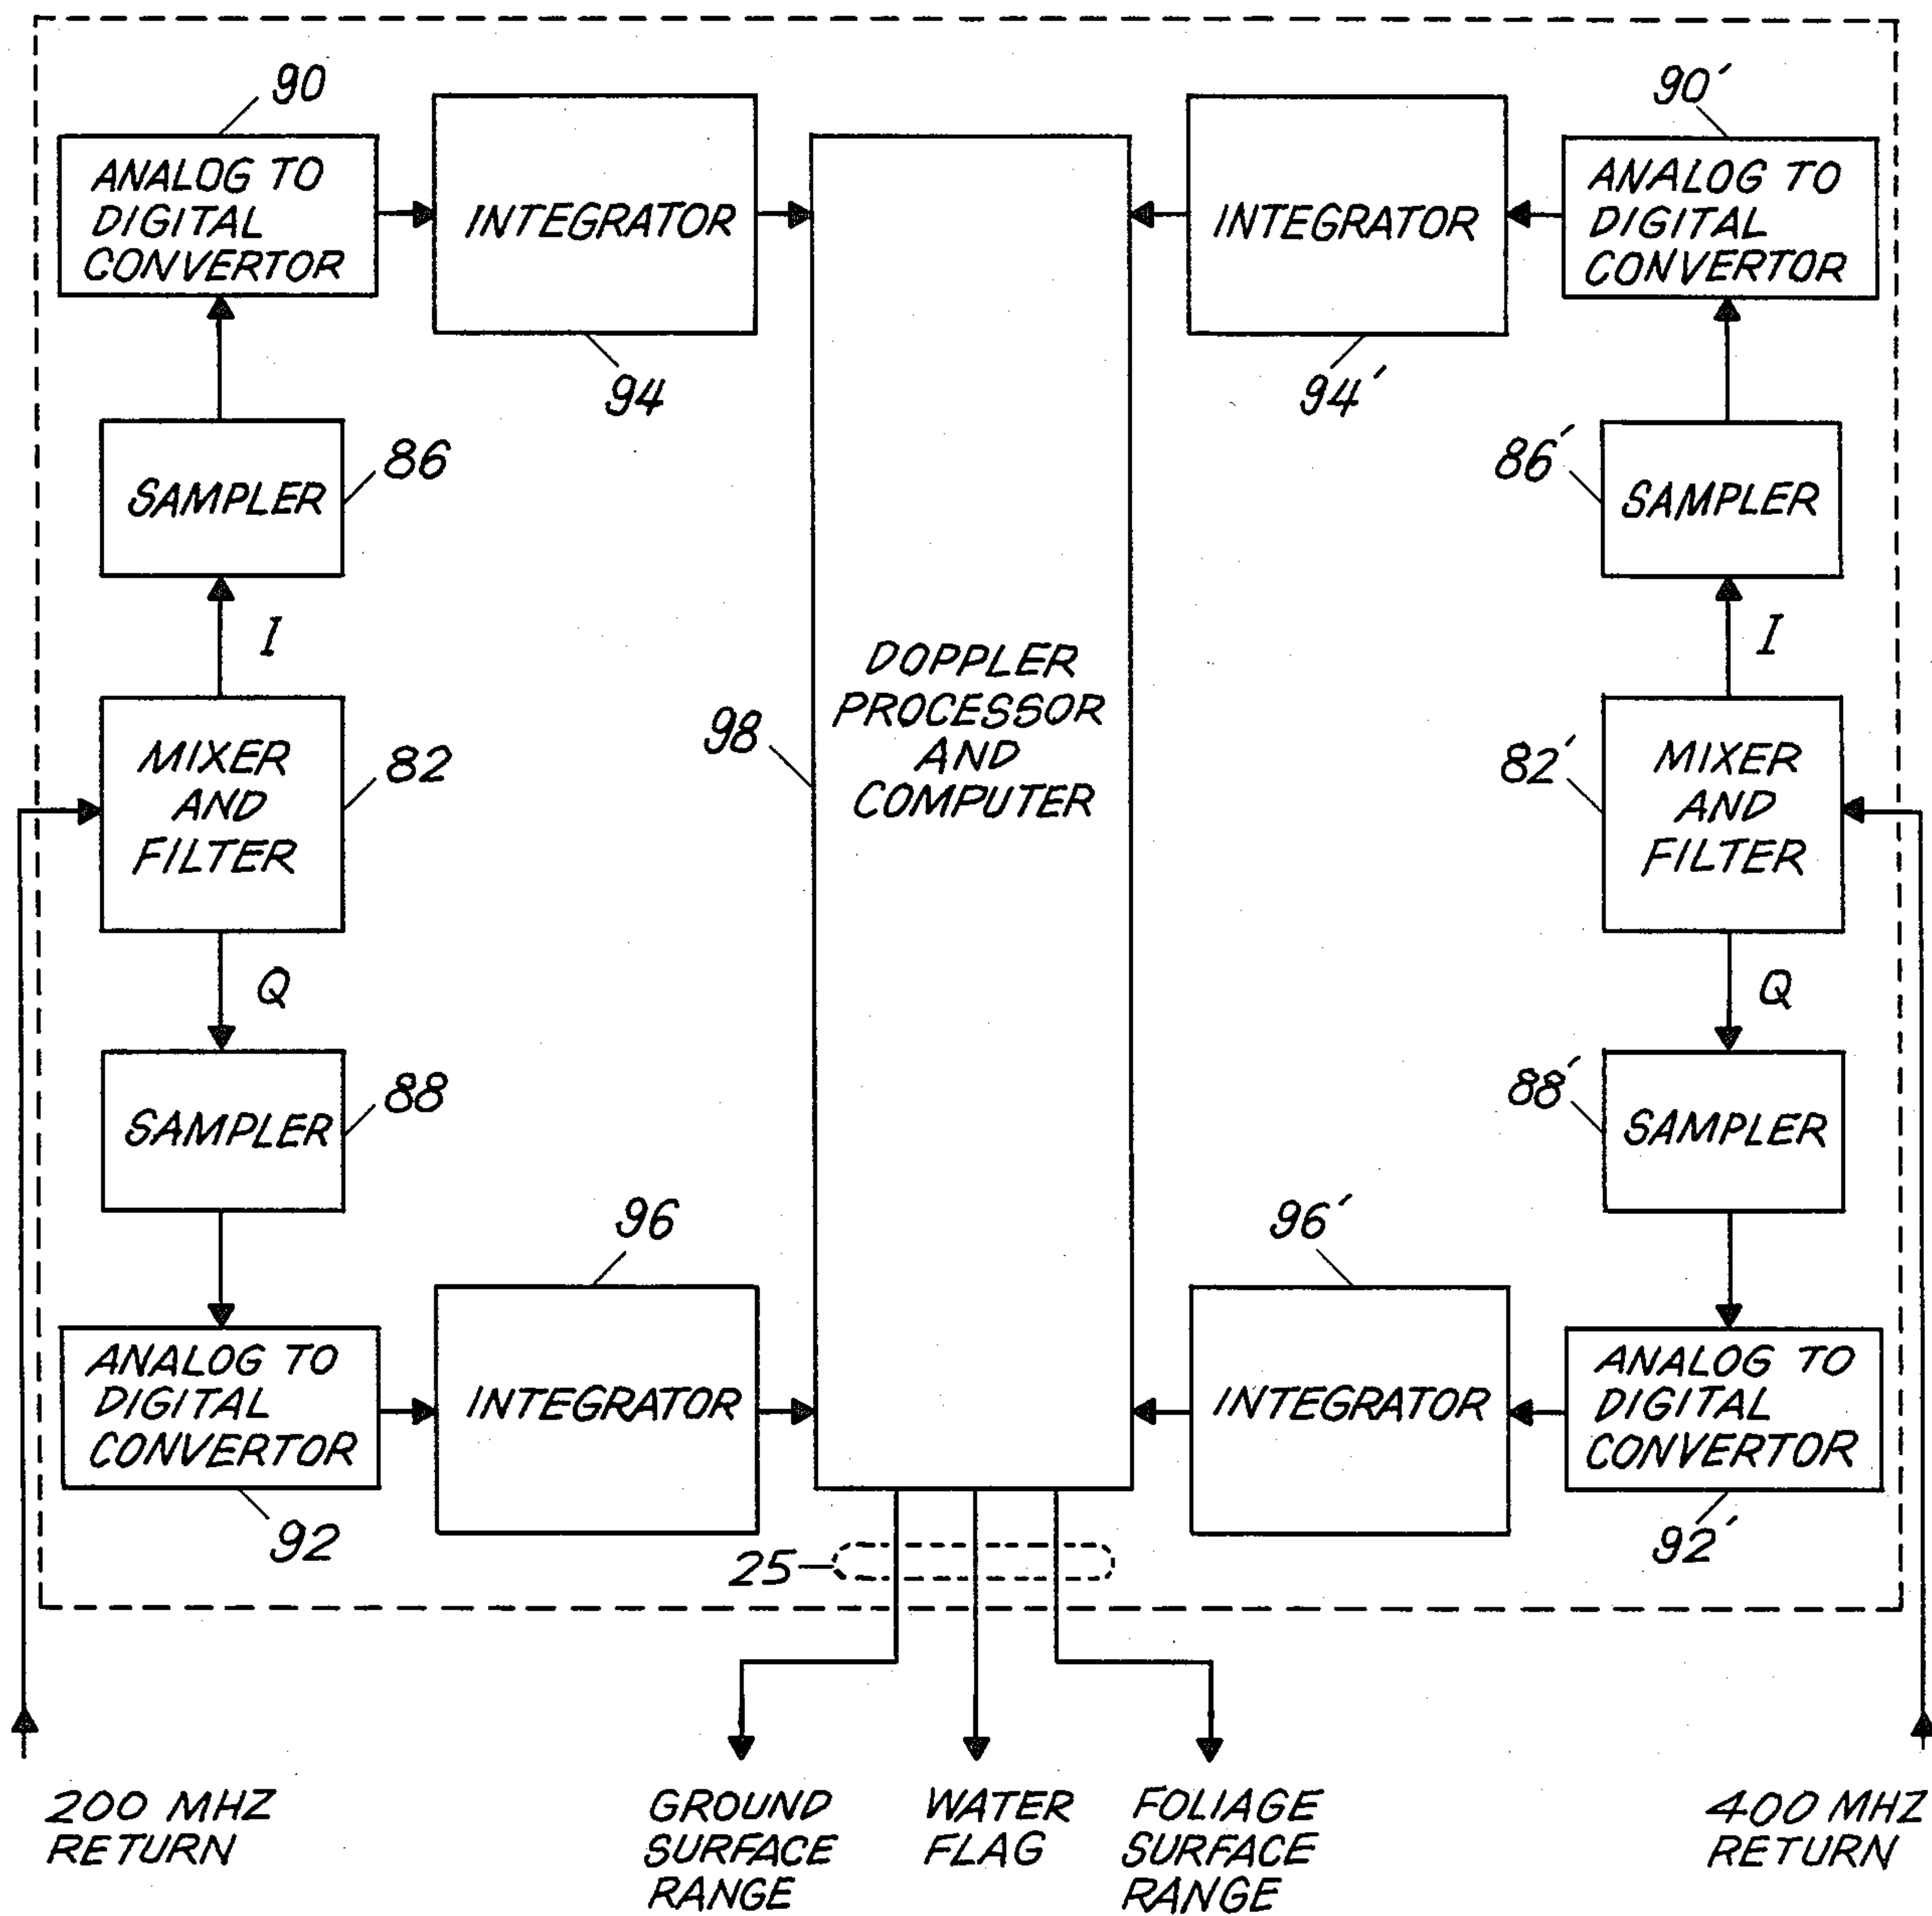 90
90′
ANALOG TO
DIGITAL
CONVERTOR
INTEGRATOR
INTEGRATOR
ANALOG TO
DIGITAL
CONVERTOR
94
94′
SAMPLER
86
86′
SAMPLER
I
I
MIXER
AND
FILTER
82
98
DOPPLER
PROCESSOR
AND
COMPUTER
82′
MIXER
AND
FILTER
Q
Q
SAMPLER
88
88′
SAMPLER
96
96′
ANALOG TO
DIGITAL
CONVERTOR
INTEGRATOR
INTEGRATOR
ANALOG TO
DIGITAL
CONVERTOR
92
25
92′
200 MHZ
RETURN
GROUND
SURFACE
RANGE
WATER
FLAG
FOLIAGE
SURFACE
RANGE
400 MHZ
RETURN